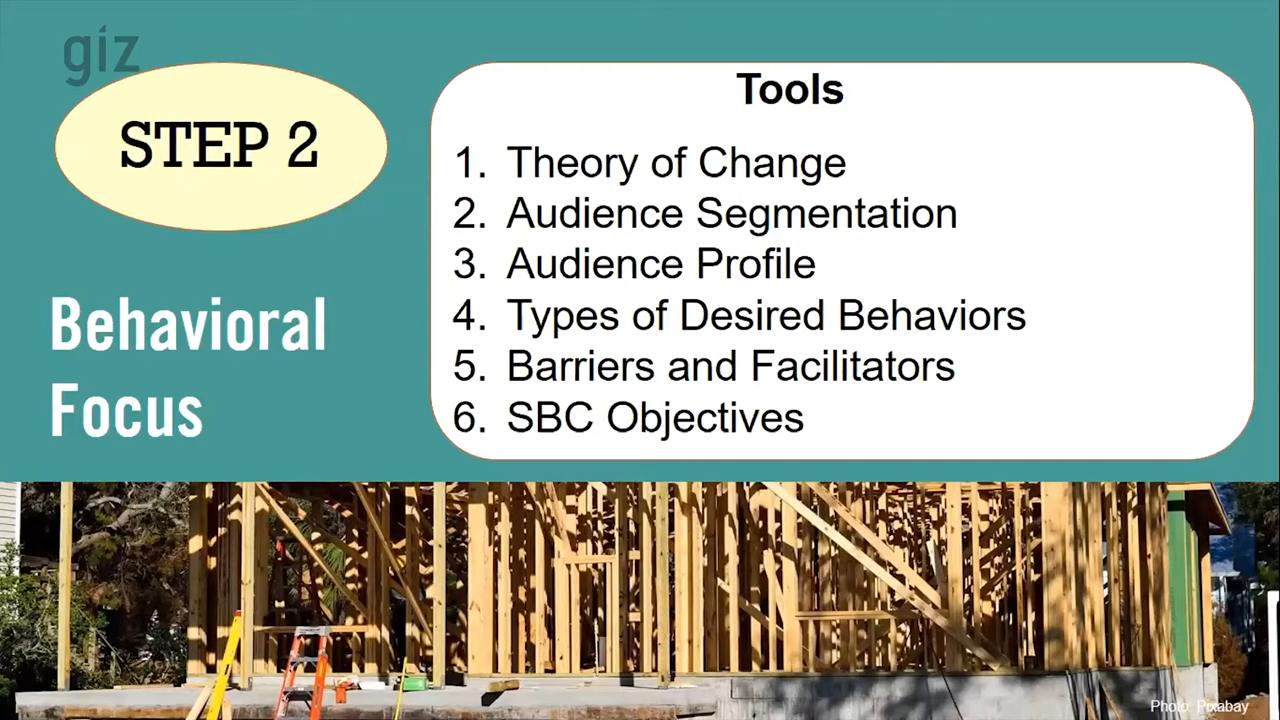 giz
STEP 2
Behavioral
Focus
Tools
1. Theory of Change
2. Audience Segmentation
3. Audience Profile
4. Types of Desired Behaviors
5. Barriers and Facilitators
6. SBC Objectives
Photo: Pixabay